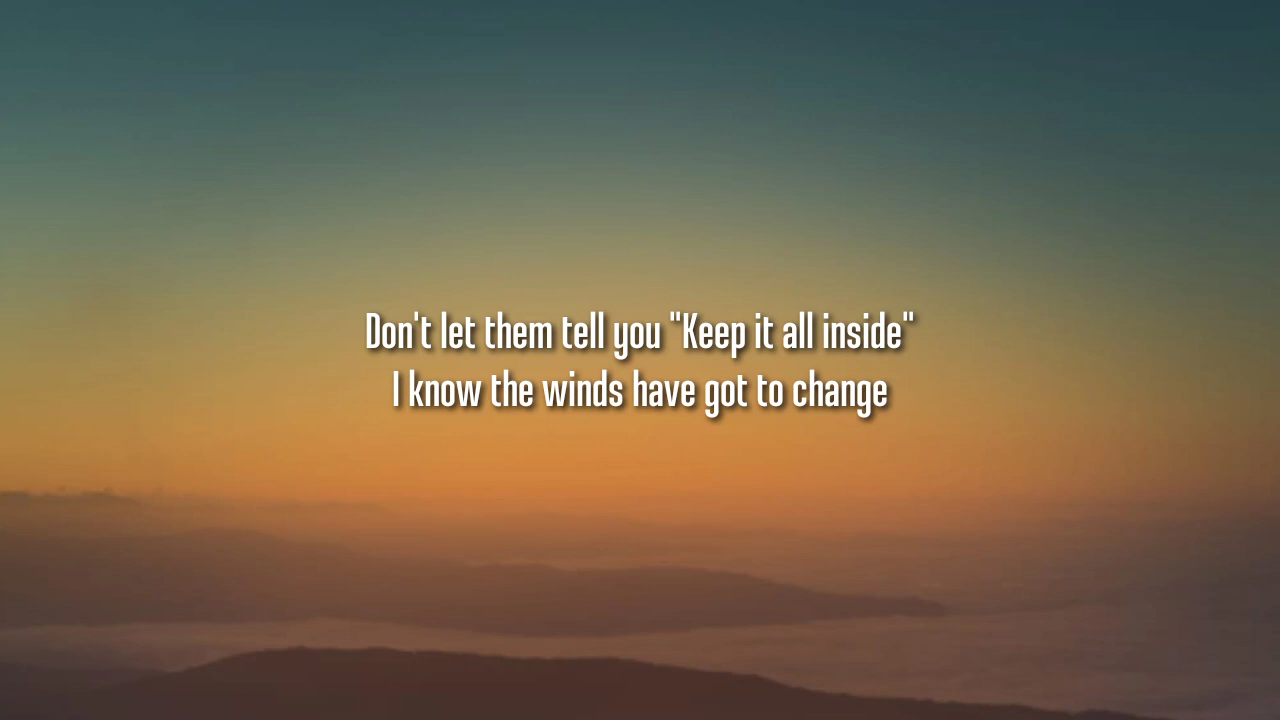 Don't let them tell you "Keep it all inside"
I know the winds have got to change